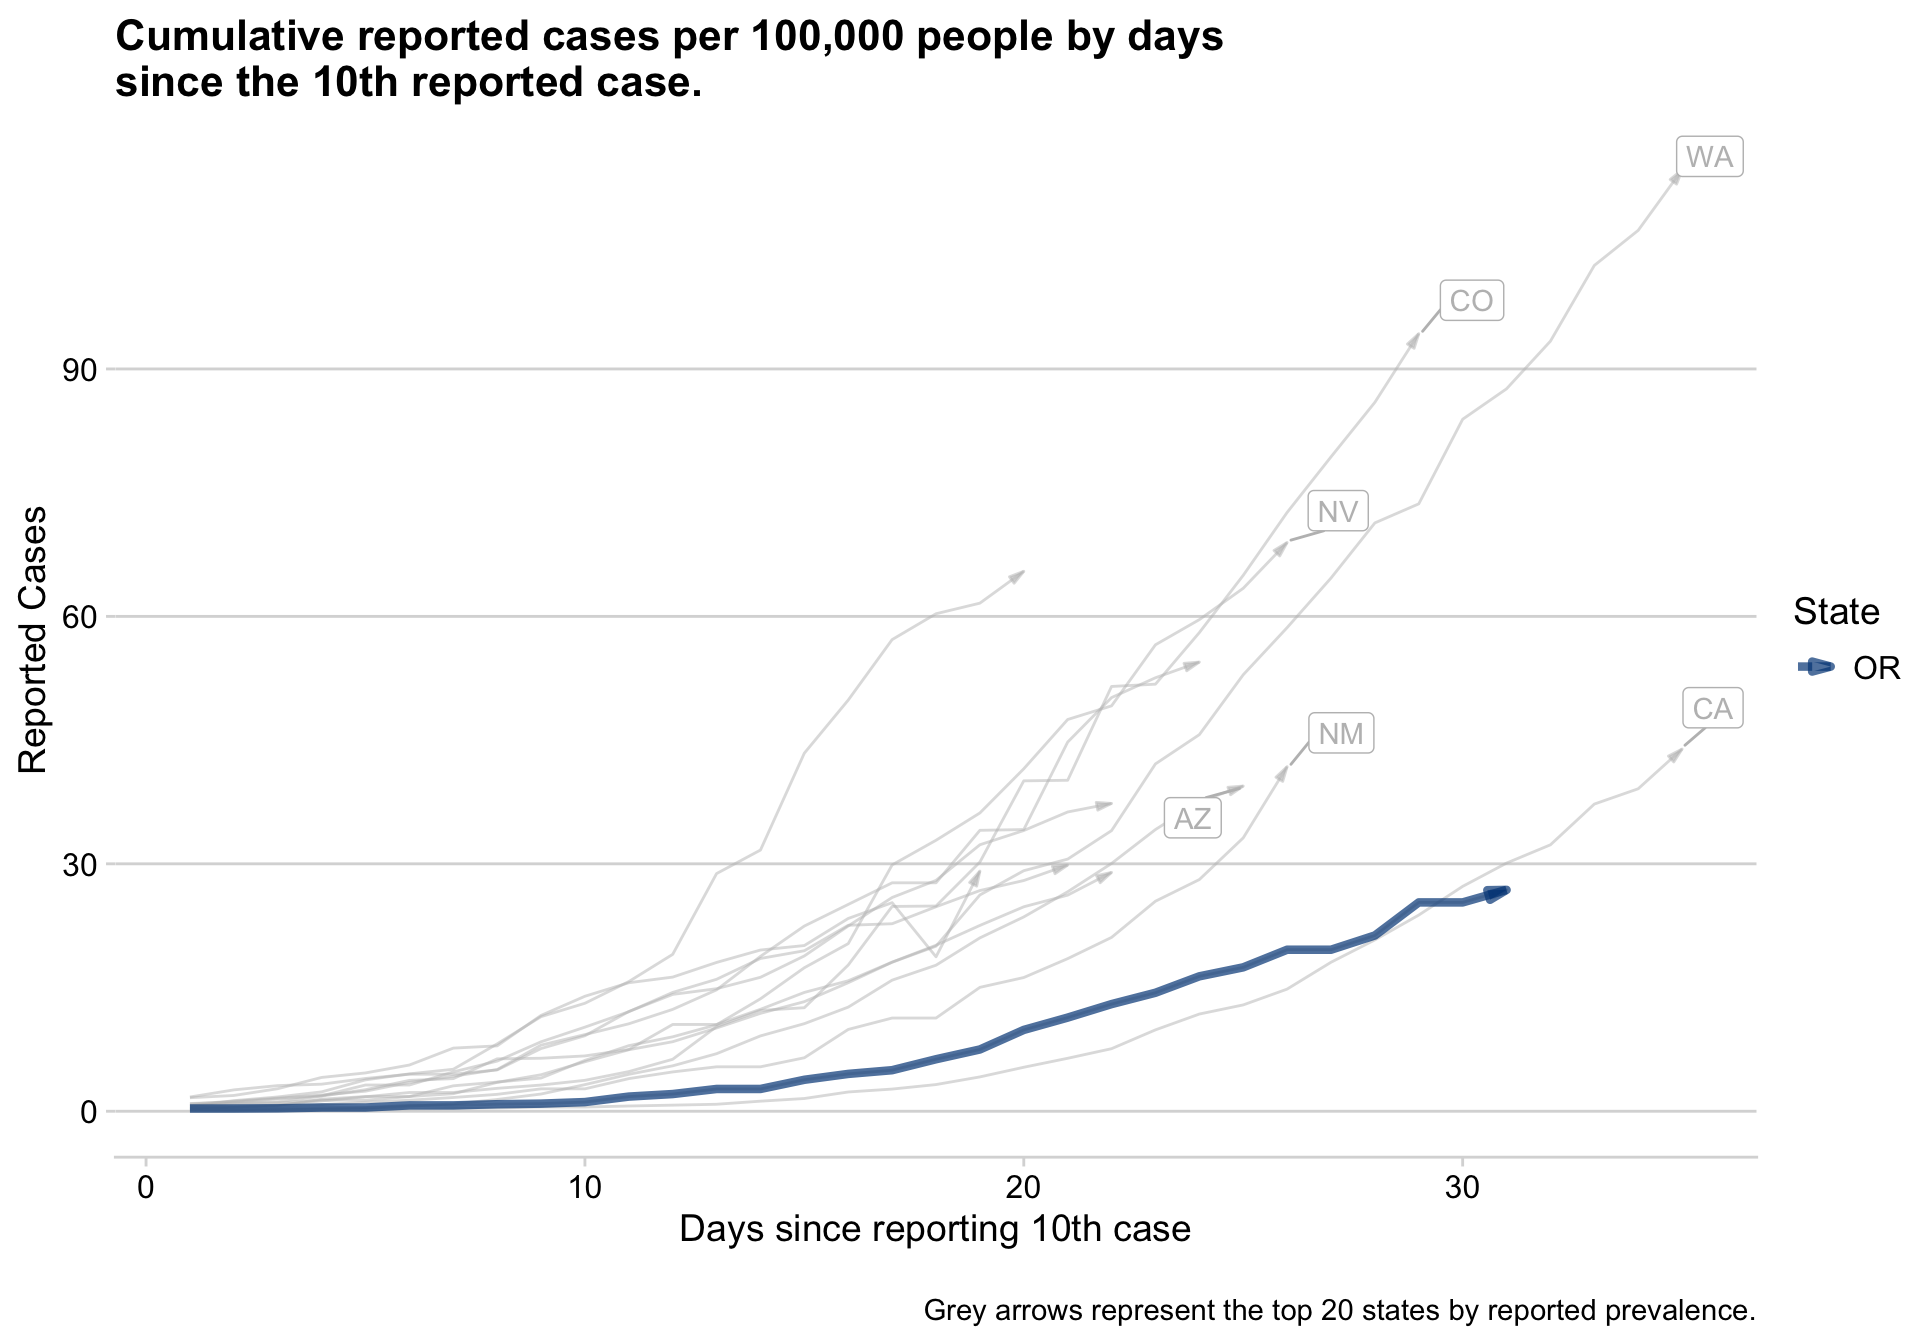 Cumulative reported cases per 100,000 people by days
since the 10th reported case.
WA
CO
90
NV
60
State
OR
CA
NM
AZ
30
0
Reported Cases
0 10 20 30
Days since reporting 10th case
Grey arrows represent the top 20 states by reported prevalence.